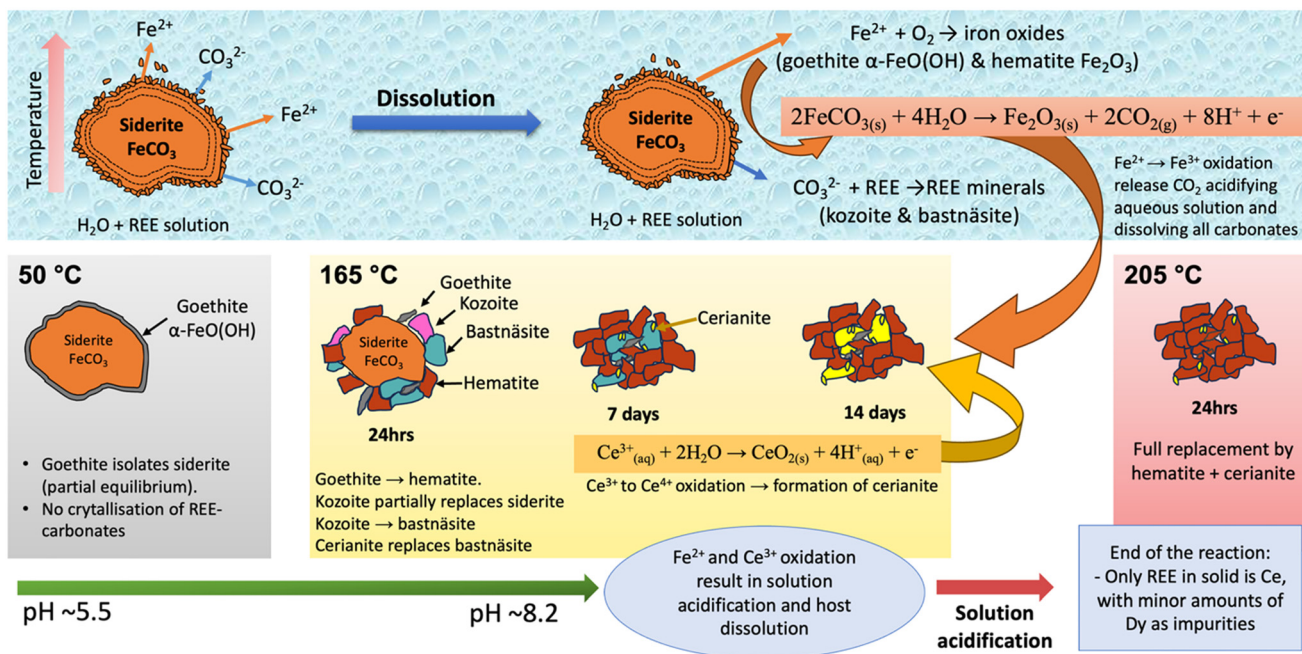 Temperature
Fe²⁺
CO₃²⁻
Fe²⁺
CO₃²⁻
Siderite
FeCO₃
H₂O + REE solution
Dissolution
Siderite
FeCO₃
H₂O + REE solution
Fe²⁺ + O₂ → iron oxides
(goethite α-FeO(OH) & hematite Fe₂O₃)
2FeCO₃₍ₛ₎ + 4H₂O → Fe₂O₃₍ₛ₎ + 2CO₂(g) + 8H⁺ + e⁻
CO₃²⁻ + REE →REE minerals
(kozoite & bastnäsite)
Fe²⁺→ Fe³⁺ oxidation
release CO₂ acidifying
aqueous solution and
dissolving all carbonates
50 °C
Goethite
α-FeO(OH)
Siderite
FeCO₃
• Goethite isolates siderite
(partial equilibrium).
• No crytallisation of REE-
carbonates
165 °C
Goethite
Kozoite
Bastnäsite
Hematite
Siderite
FeCO₃
24hrs
Cerianite
7 days
14 days
Ce³⁺(aq) + 2H₂O → CeO₂(s) + 4H⁺(aq) + e⁻
Ce³⁺ to Ce⁴⁺ oxidation → formation of cerianite
Goethite → hematite.
Kozoite partially replaces siderite
Kozoite → bastnäsite
Cerianite replaces bastnäsite
205 °C
24hrs
Full replacement by
hematite + cerianite
pH ~5.5
pH ~8.2
Fe²⁺ and Ce³⁺ oxidation
result in solution
acidification and host
dissolution
Solution
acidification
End of the reaction:
- Only REE in solid is Ce,
with minor amounts of
Dy as impurities